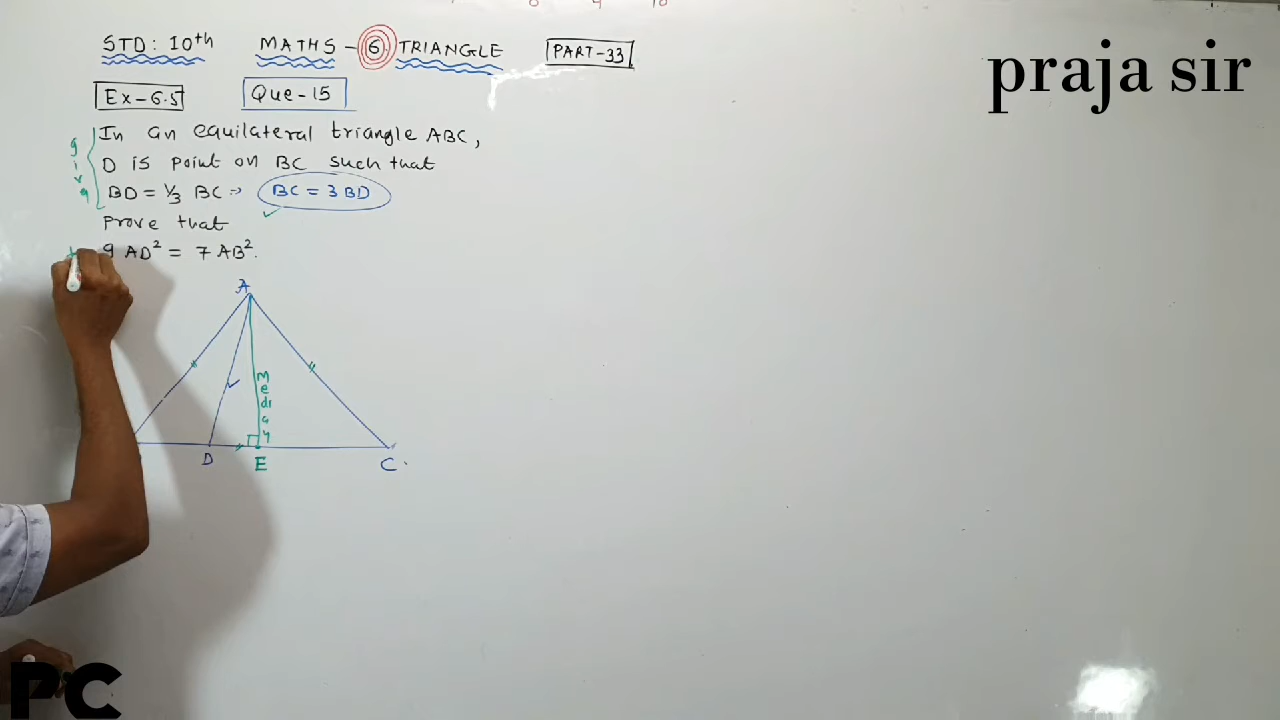 STD: 10th MATHS - 6 TRIANGLE PART-33
praja sir
Ex-6.5 Que-15
In an equilateral triangle ABC,
D is point on BC such that
BD = 1/3 BC ⇒ BC = 3 BD
Prove that
9 AD² = 7 AB².
A
Median
D E C
PC